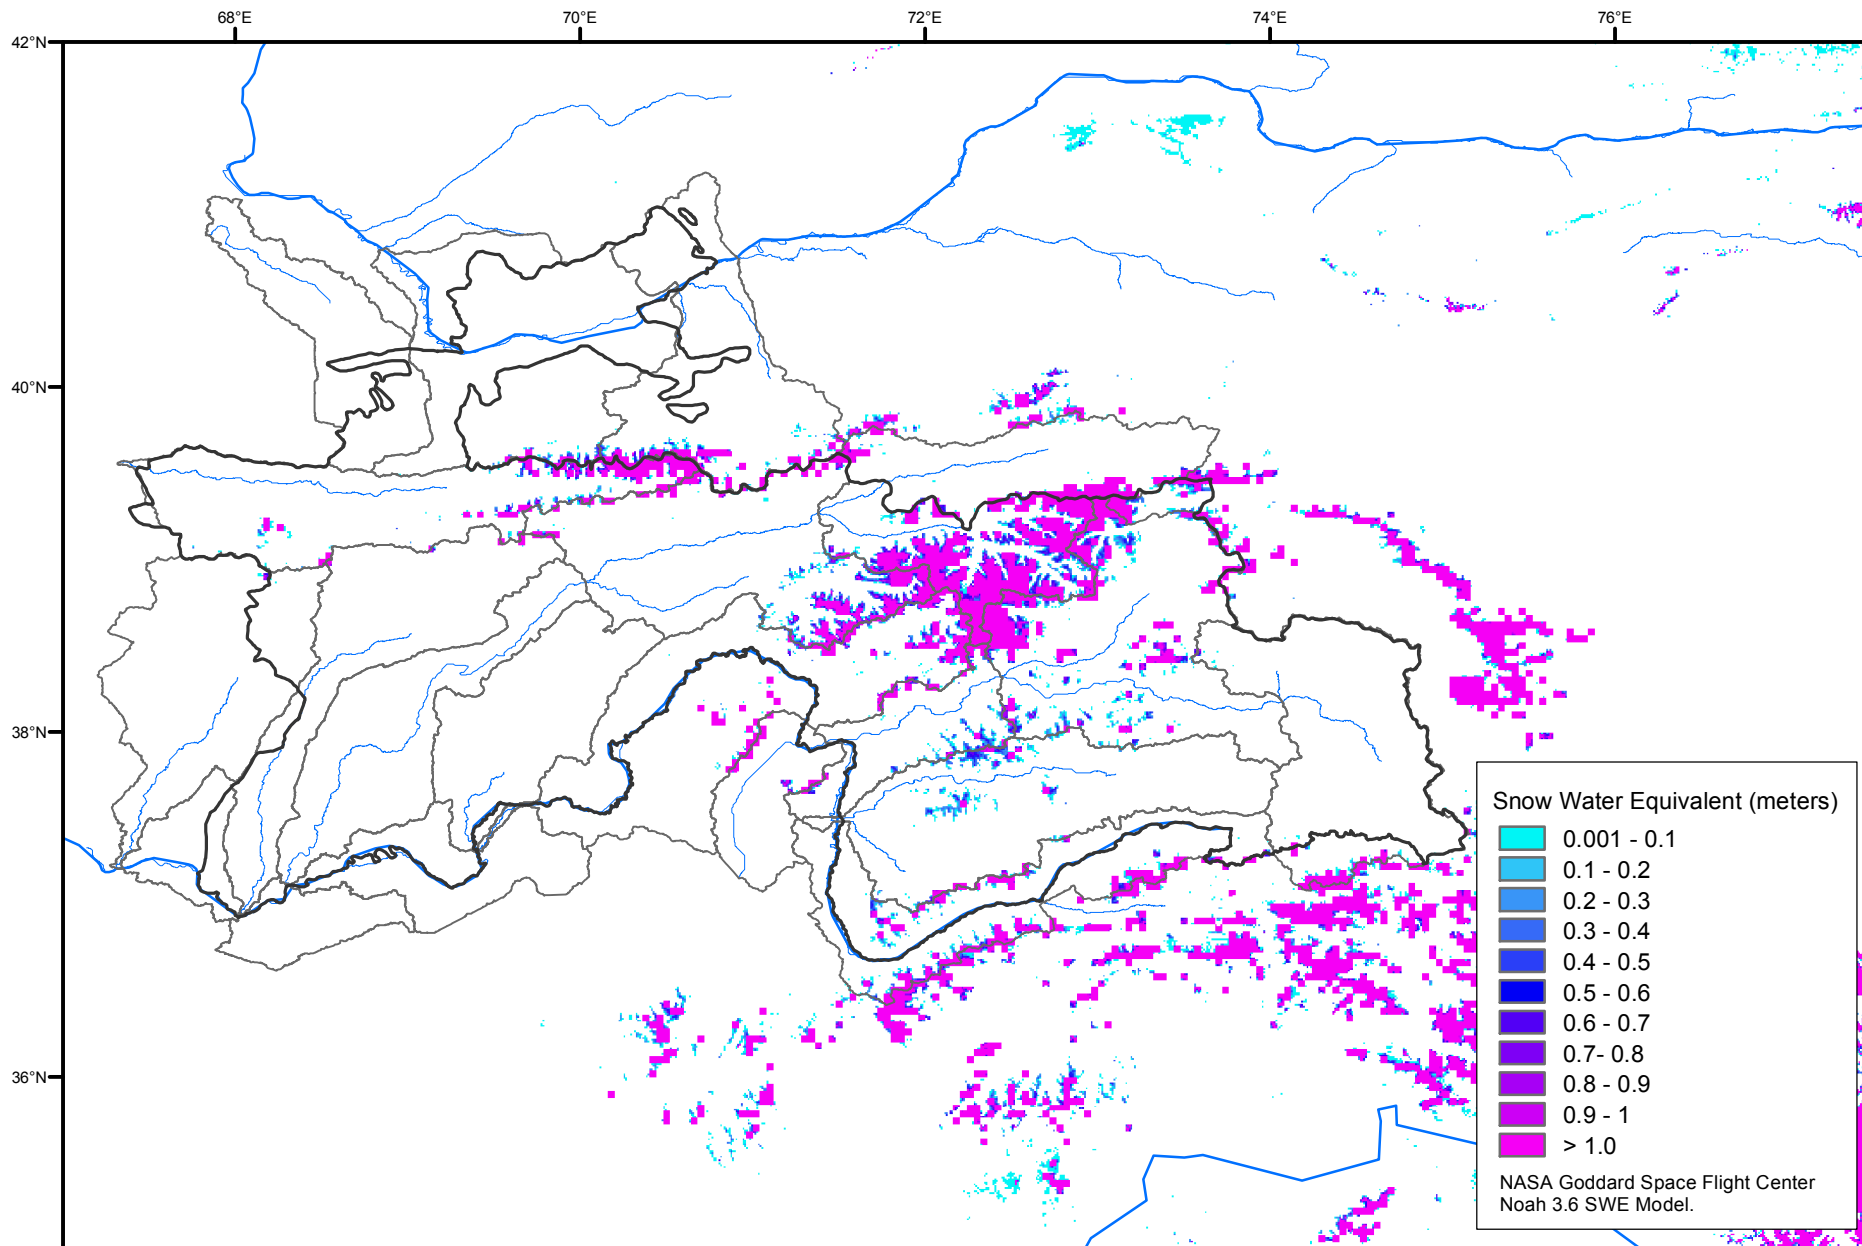 68°E 70°E 72°E 74°E 76°E
42°N
40°N
38°N
36°N
Snow Water Equivalent (meters)
0.001 - 0.1
0.1 - 0.2
0.2 - 0.3
0.3 - 0.4
0.4 - 0.5
0.5 - 0.6
0.6 - 0.7
0.7- 0.8
0.8 - 0.9
0.9 - 1
> 1.0
NASA Goddard Space Flight Center
Noah 3.6 SWE Model.